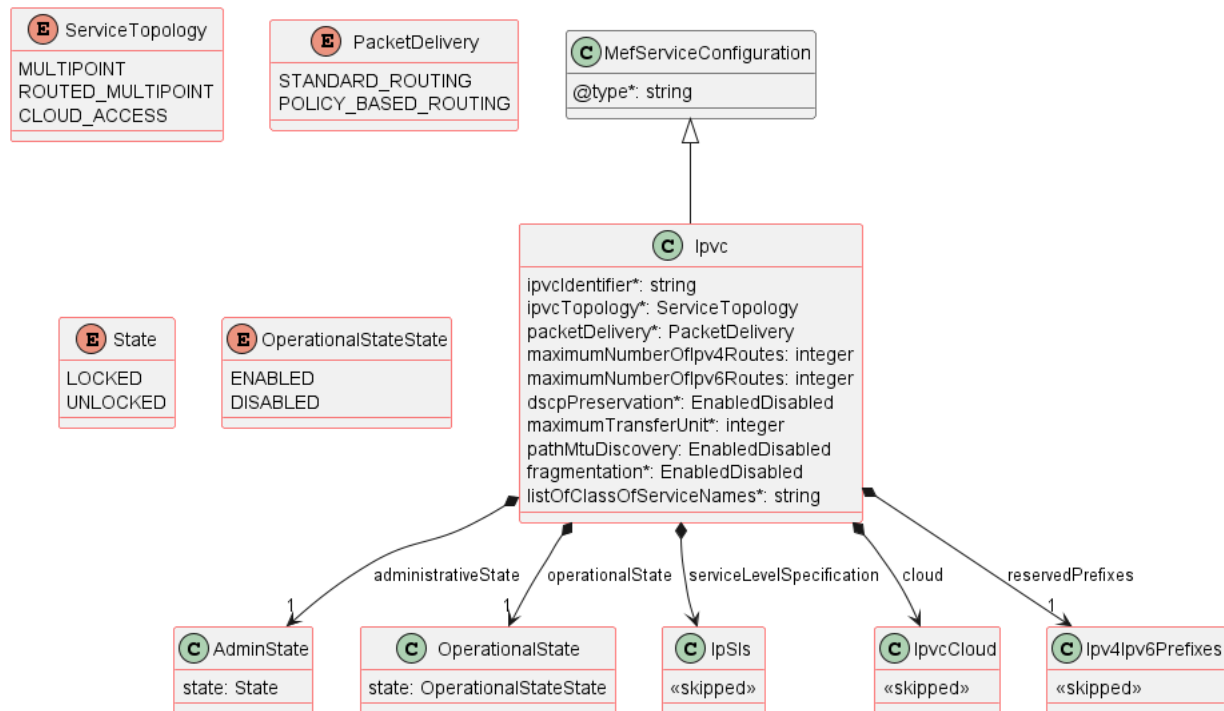 E ServiceTopology
MULTIPOINT
ROUTED_MULTIPOINT
CLOUD_ACCESS
E PacketDelivery
STANDARD_ROUTING
POLICY_BASED_ROUTING
C MefServiceConfiguration
@type*: string
C Ipvc
ipvcIdentifier*: string
ipvcTopology*: ServiceTopology
packetDelivery*: PacketDelivery
maximumNumberOfIpv4Routes: integer
maximumNumberOfIpv6Routes: integer
dscpPreservation*: EnabledDisabled
maximumTransferUnit*: integer
pathMtuDiscovery: EnabledDisabled
fragmentation*: EnabledDisabled
listOfClassOfServiceNames*: string
E State
LOCKED
UNLOCKED
E OperationalStateState
ENABLED
DISABLED
administrativeState
operationalState
serviceLevelSpecification
cloud
reservedPrefixes
1
1
1
C AdminState
state: State
C OperationalState
state: OperationalStateState
C IpSls
«skipped»
C IpvcCloud
«skipped»
C Ipv4Ipv6Prefixes
«skipped»